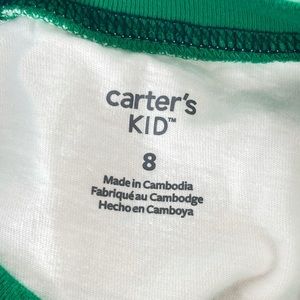 carter's
KID™
8
Made in Cambodia
Fabriqué au Cambodge
Hecho en Camboya